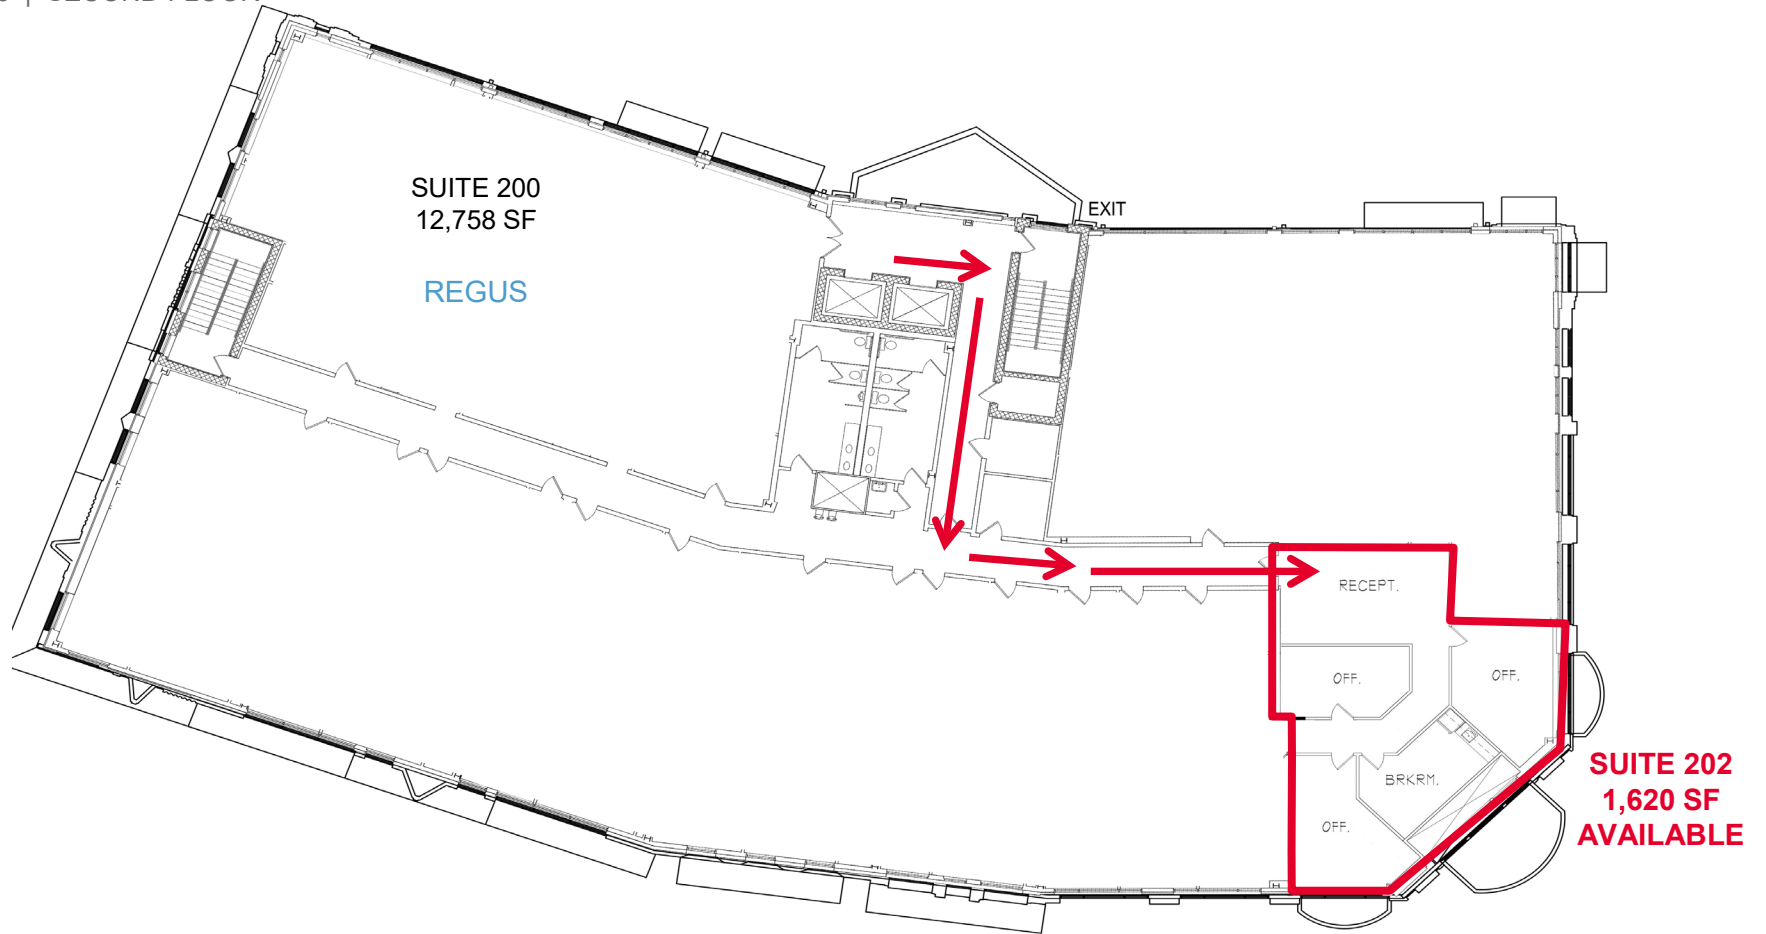 SUITE 200
12,758 SF
REGUS
EXIT
RECEPT.
OFF.
OFF.
BRKRM.
OFF.
SUITE 202
1,620 SF
AVAILABLE